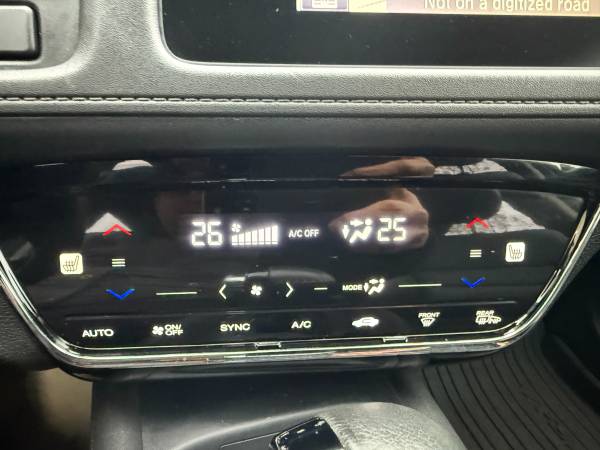 Not on a digitized road
26 A/C OFF 25
MODE
AUTO ON/OFF SYNC A/C FRONT REAR